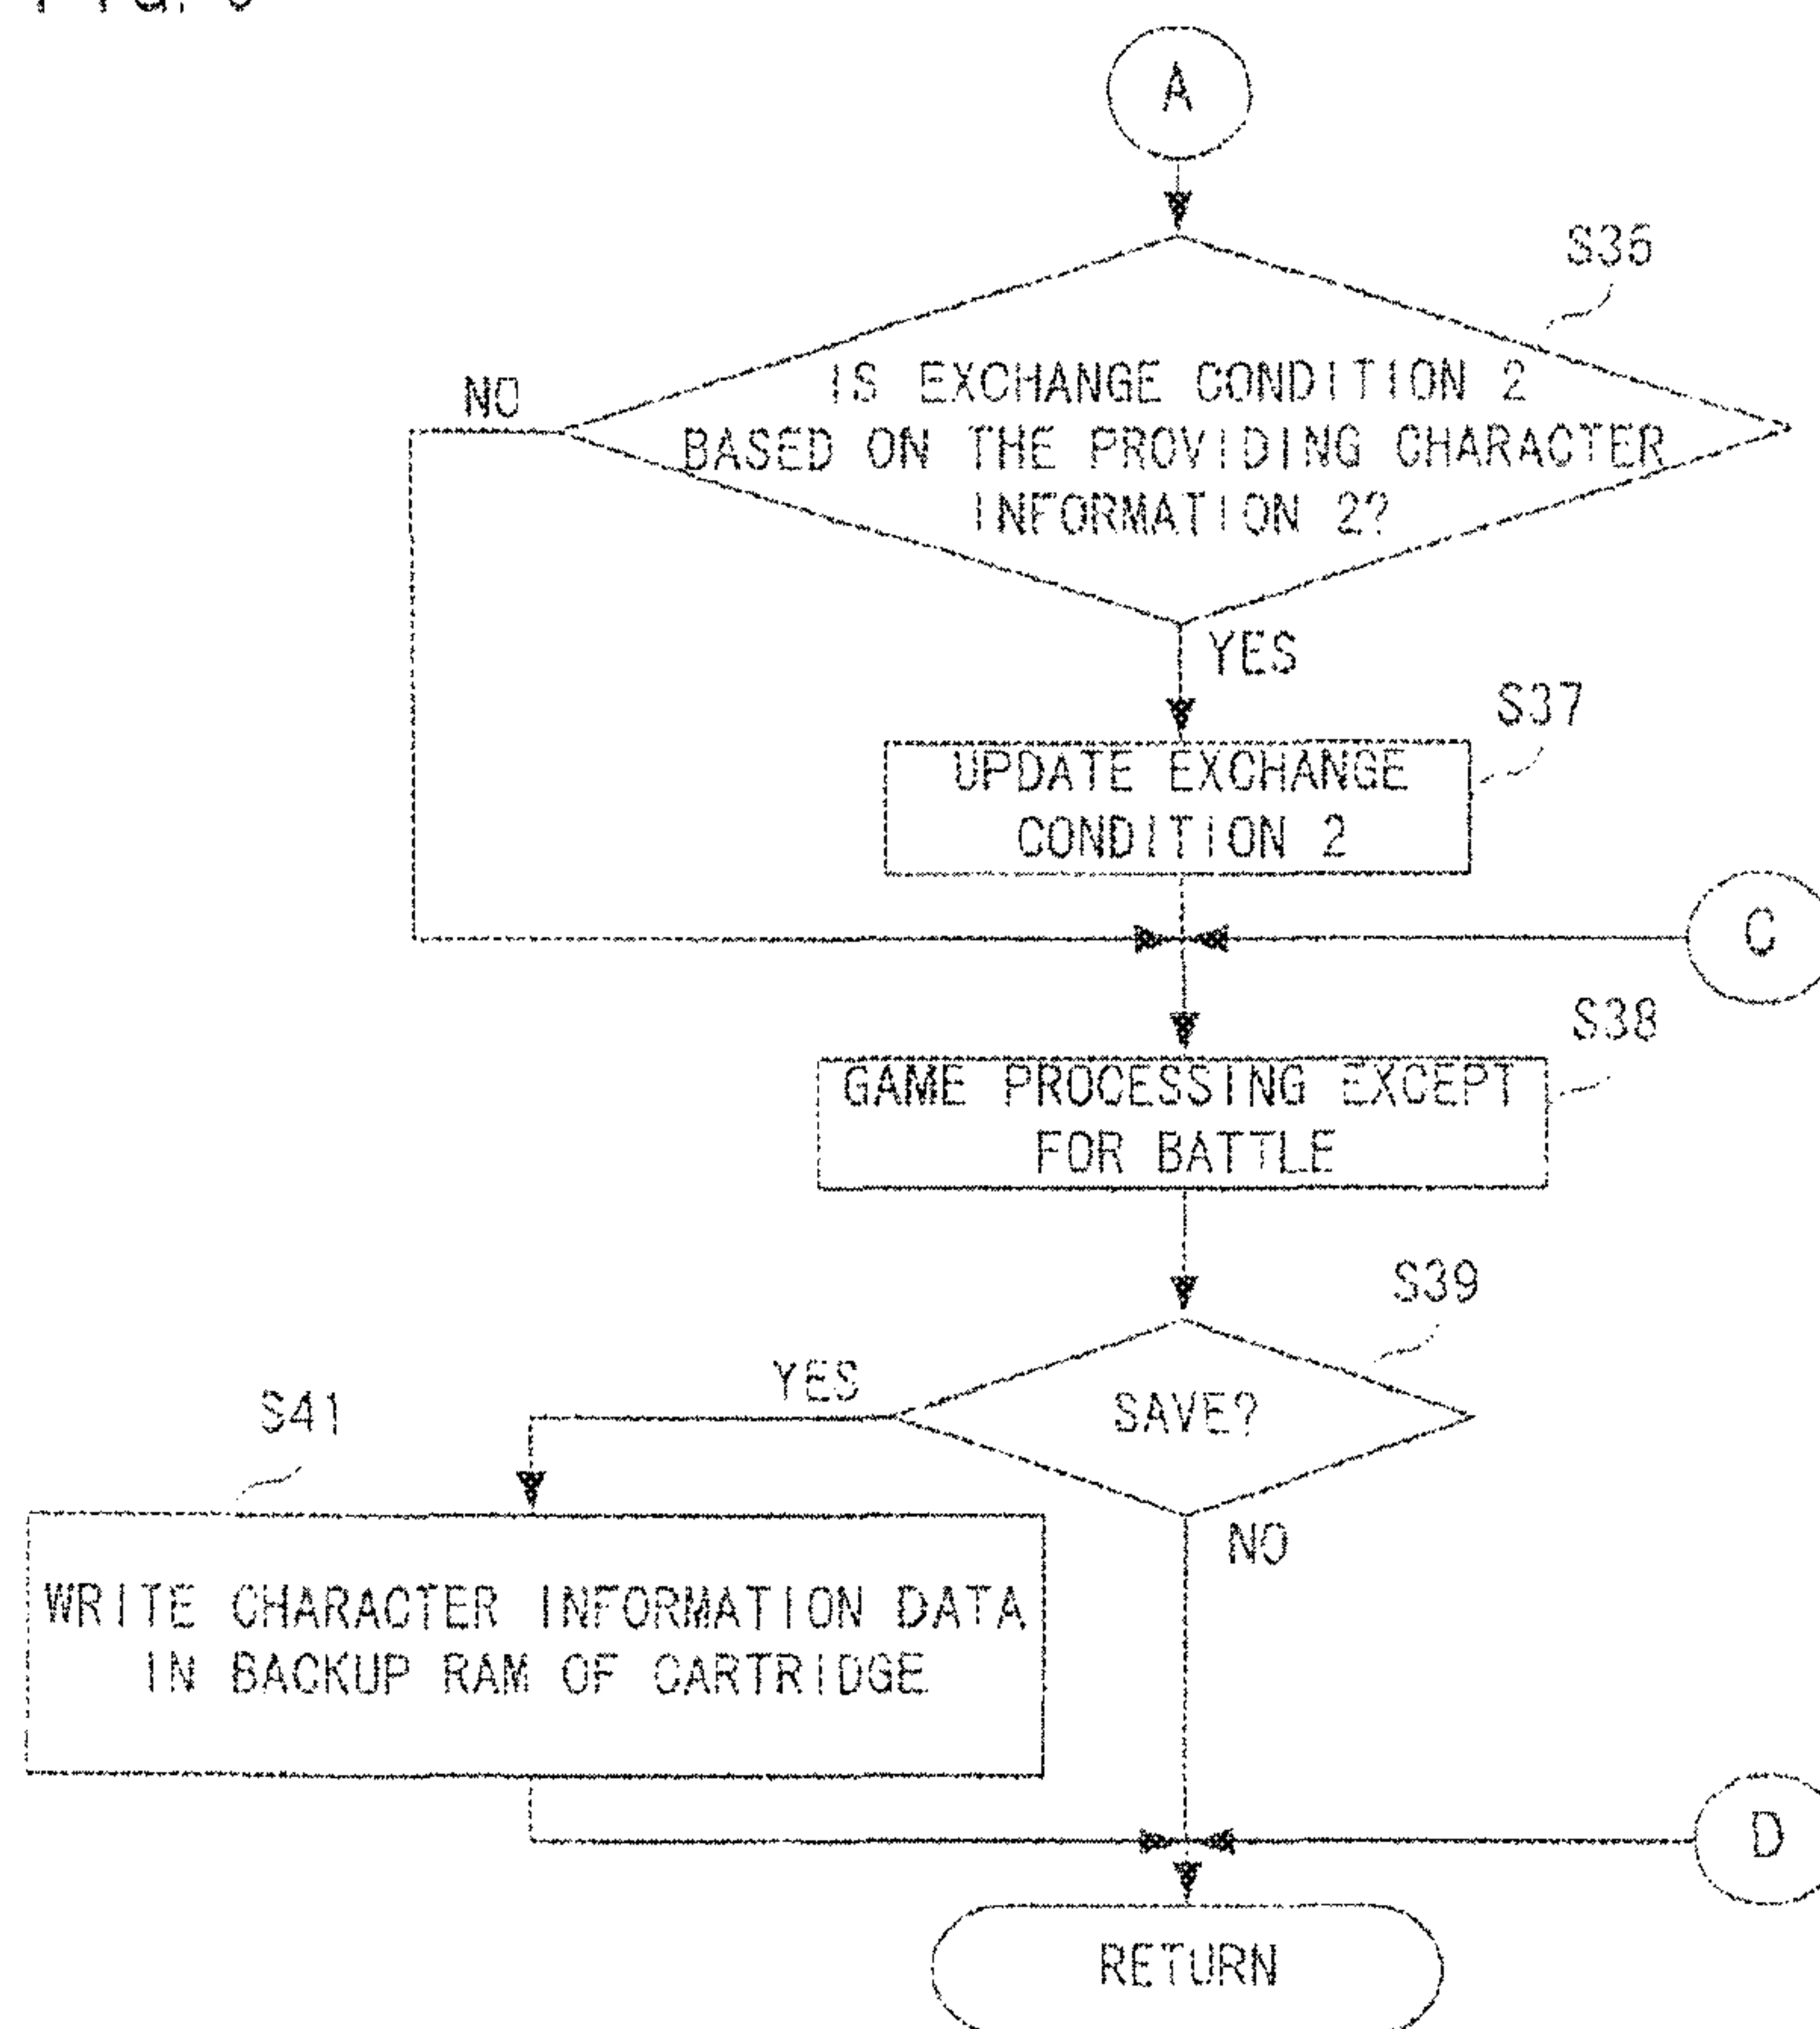 A
S36
IS EXCHANGE CONDITION 2
BASED ON THE PROVIDING CHARACTER
INFORMATION 2?
NO
YES
S37
UPDATE EXCHANGE
CONDITION 2
C
S38
GAME PROCESSING EXCEPT
FOR BATTLE
S39
SAVE?
YES
NO
S41
WRITE CHARACTER INFORMATION DATA
IN BACKUP RAM OF CARTRIDGE
D
RETURN